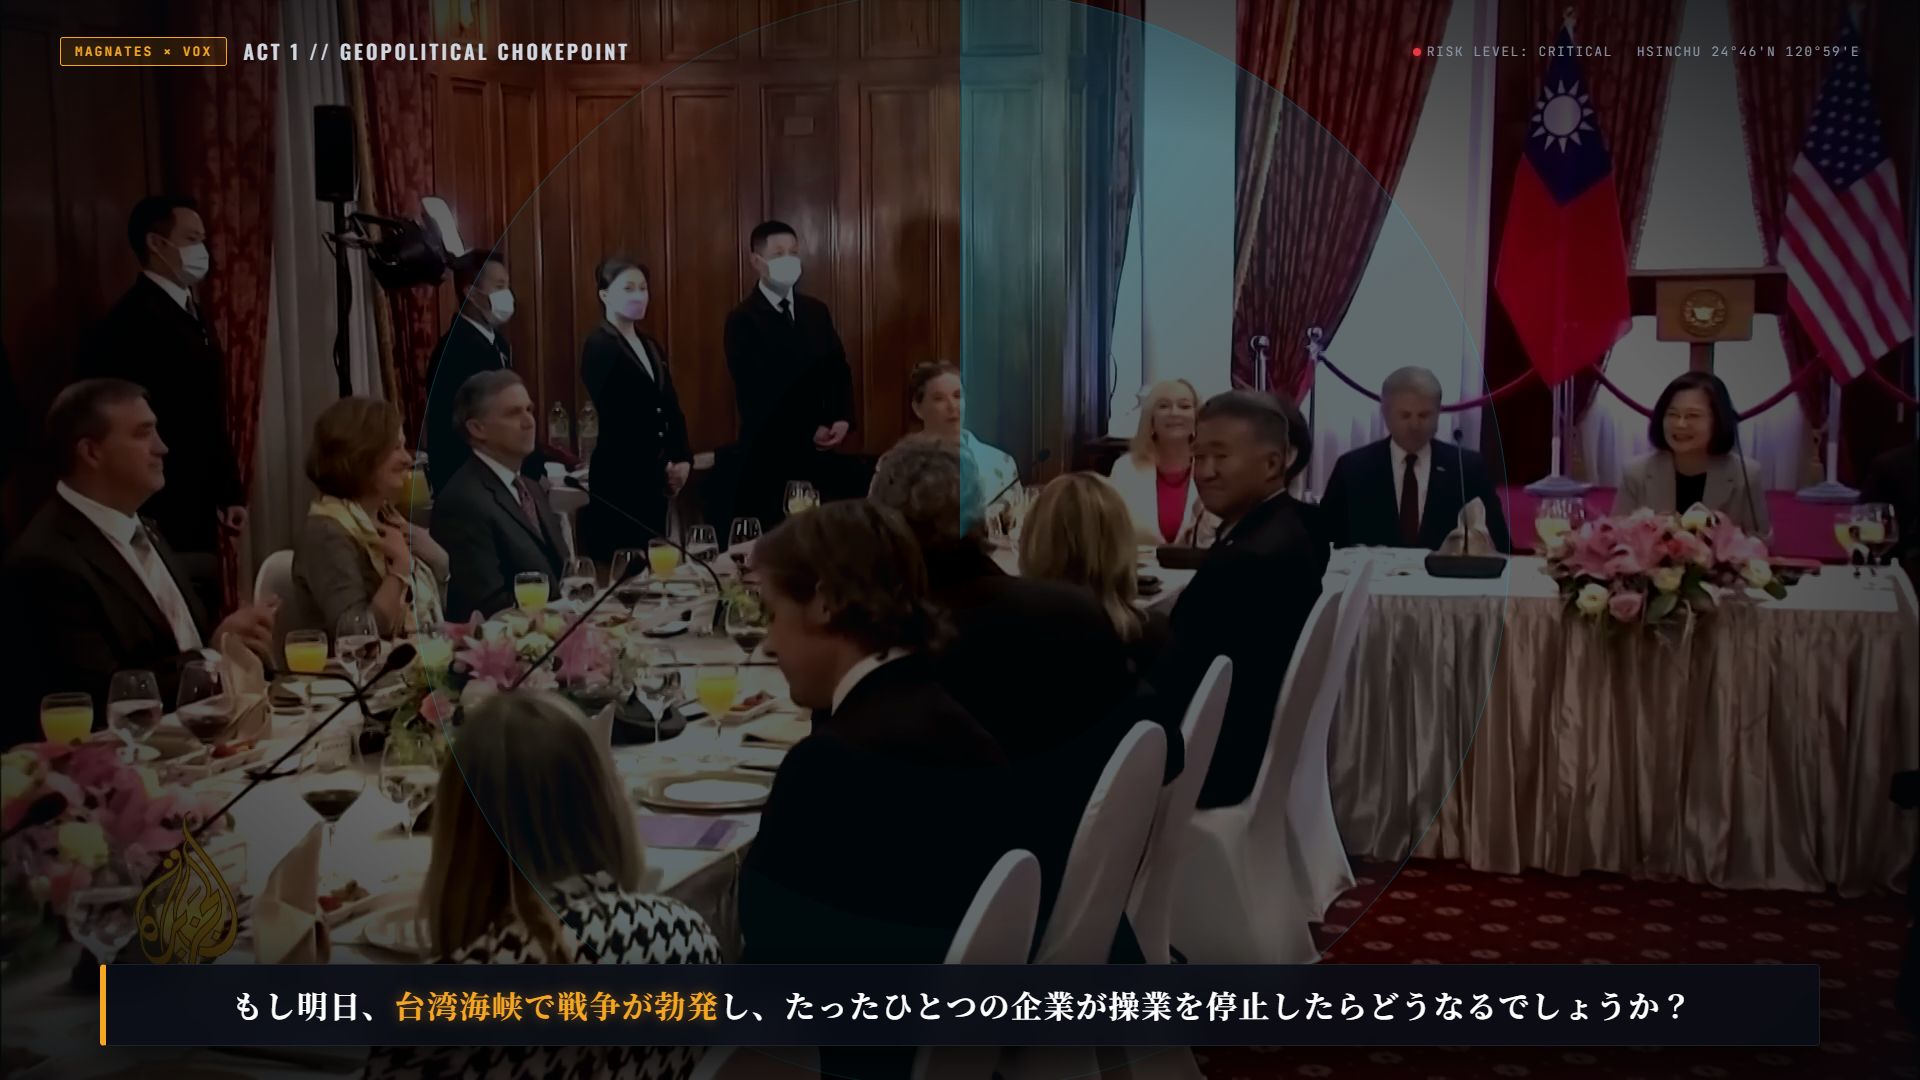 MAGNATES × VOX
ACT 1 // GEOPOLITICAL CHOKEPOINT
RISK LEVEL: CRITICAL
HSINCHU 24°46'N 120°59'E
もし明日、台湾海峡で戦争が勃発し、たったひとつの企業が操業を停止したらどうなるでしょうか？